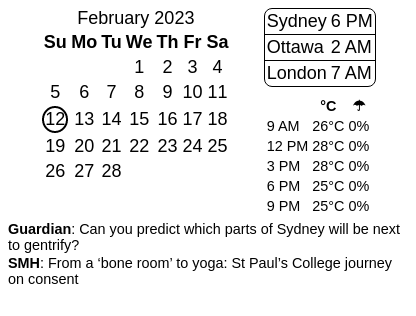 February 2023
Su Mo Tu We Th Fr Sa
1 2 3 4
5 6 7 8 9 10 11
12 13 14 15 16 17 18
19 20 21 22 23 24 25
26 27 28
Sydney 6 PM
Ottawa 2 AM
London 7 AM
°C ☂
9 AM 26°C 0%
12 PM 28°C 0%
3 PM 28°C 0%
6 PM 25°C 0%
9 PM 25°C 0%
Guardian: Can you predict which parts of Sydney will be next
to gentrify?
SMH: From a ‘bone room’ to yoga: St Paul’s College journey
on consent